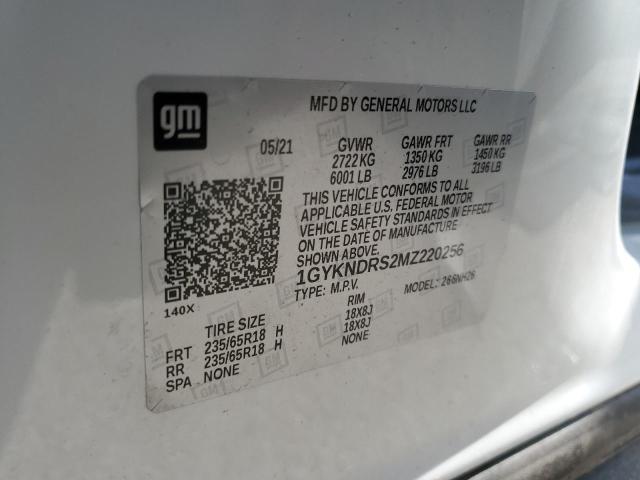 gm
MFD BY GENERAL MOTORS LLC
05/21 GVWR GAWR FRT GAWR RR
2722 KG 1350 KG 1450 KG
6001 LB 2976 LB 3196 LB
THIS VEHICLE CONFORMS TO ALL
APPLICABLE U.S. FEDERAL MOTOR
VEHICLE SAFETY STANDARDS IN EFFECT
ON THE DATE OF MANUFACTURE
SHOWN ABOVE.
1GYKNDRS2MZ220256
TYPE: M.P.V. MODEL: 266NH26
140X
TIRE SIZE RIM
FRT 235/65R18 H 18X8J
RR 235/65R18 H 18X8J
SPA NONE NONE